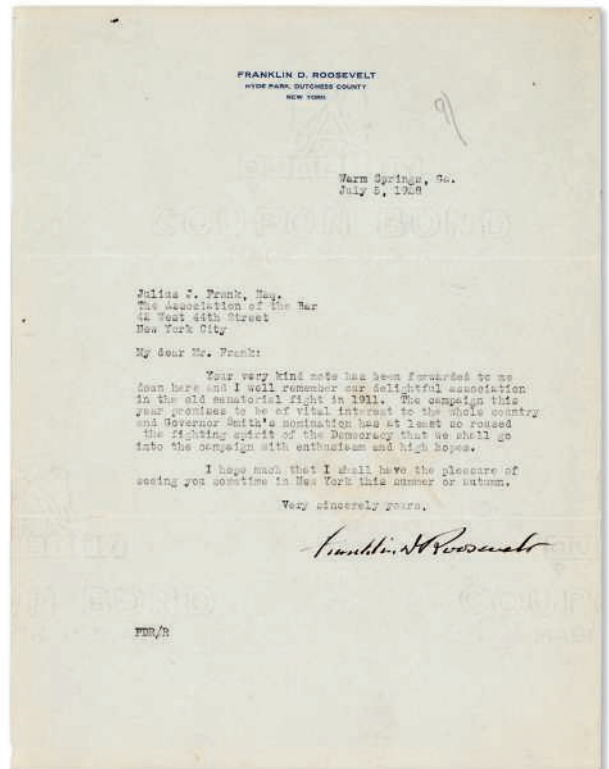 FRANKLIN D. ROOSEVELT
HYDE PARK, DUTCHESS COUNTY
NEW YORK
Warm Springs, Ga.
July 5, 1928
Julius J. Frank, Esq.
The Association of the Bar
42 West 44th Street
New York City
My dear Mr. Frank:
Your very kind note has been forwarded to me
down here and I well remember our delightful association
in the old senatorial fight in 1911. The campaign this
year promises to be of vital interest to the whole country
and Governor Smith's nomination has at least so roused
the fighting spirit of the Democracy that we shall go
into the campaign with enthusiasm and high hopes.
I hope much that I shall have the pleasure of
seeing you sometime in New York this summer or autumn.
Very sincerely yours,
Franklin D Roosevelt
FDR/R